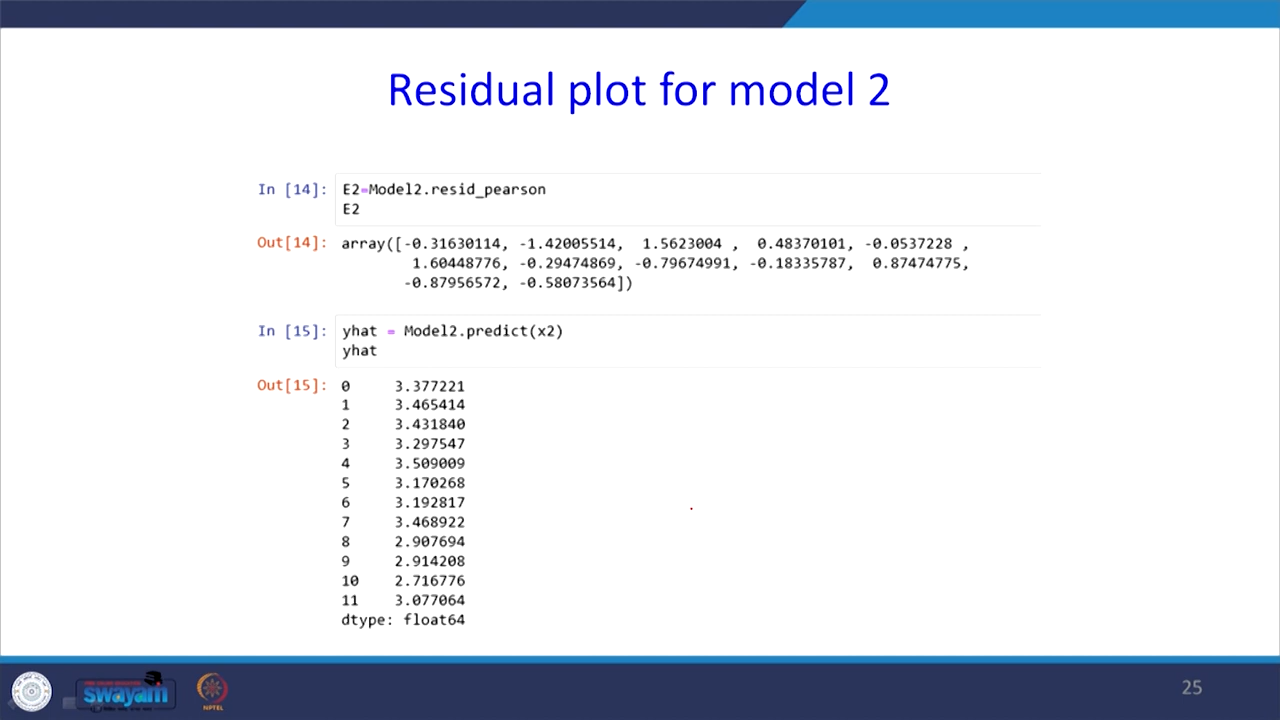 Residual plot for model 2
In [14]: E2=Model2.resid_pearson
E2
Out[14]: array([-0.31630114, -1.42005514, 1.5623004 , 0.48370101, -0.0537228 ,
1.60448776, -0.29474869, -0.79674991, -0.18335787, 0.87474775,
-0.87956572, -0.58073564])
In [15]: yhat = Model2.predict(x2)
yhat
Out[15]: 0 3.377221
1 3.465414
2 3.431840
3 3.297547
4 3.509009
5 3.170268
6 3.192817
7 3.468922
8 2.907694
9 2.914208
10 2.716776
11 3.077064
dtype: float64
swayam
NPTEL
25